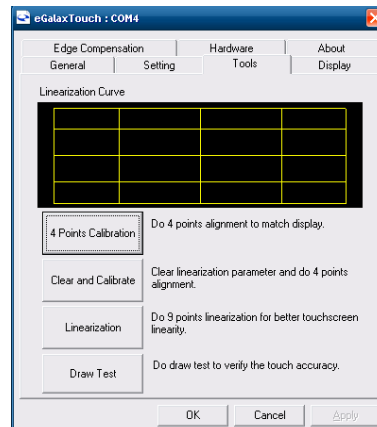 eGalaxTouch : COM4
Edge Compensation
Hardware
About
General
Setting
Tools
Display
Linearization Curve
4 Points Calibration
Do 4 points alignment to match display.
Clear and Calibrate
Clear linearization parameter and do 4 points
alignment.
Linearization
Do 9 points linearization for better touchscreen
linearity.
Draw Test
Do draw test to verify the touch accuracy.
OK
Cancel
Apply